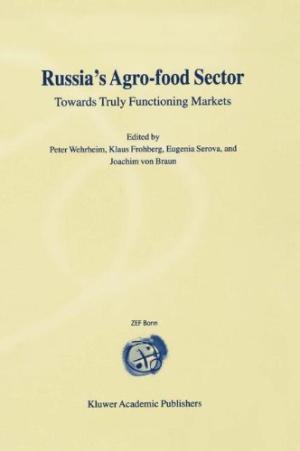 Russia's Agro-food Sector
Towards Truly Functioning Markets
Edited by
Peter Wehrheim, Klaus Frohberg, Eugenia Serova, and
Joachim von Braun
ZEF Bonn
Kluwer Academic Publishers